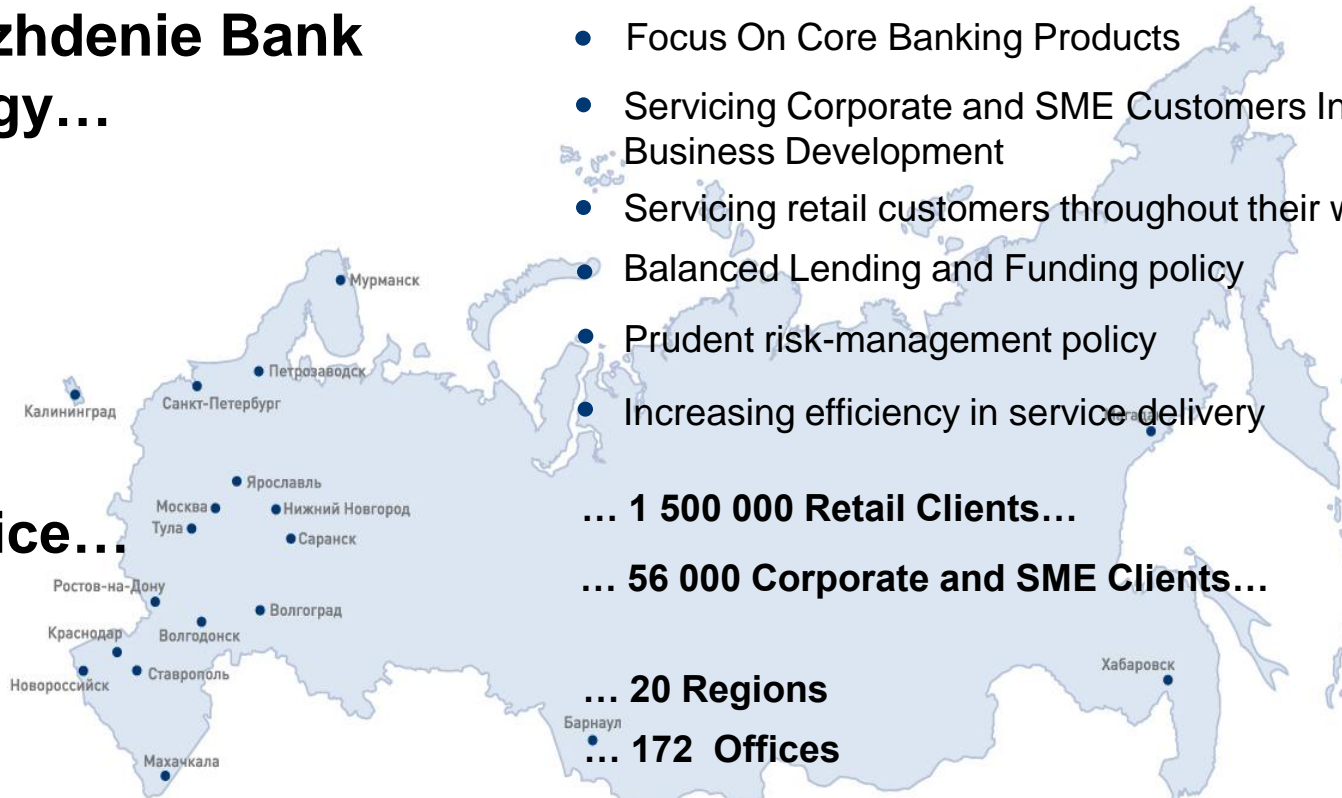 zhdenie Bank
gy…
ice…
• Focus On Core Banking Products
• Servicing Corporate and SME Customers In
Business Development
• Servicing retail customers throughout their
• Balanced Lending and Funding policy
• Prudent risk-management policy
• Increasing efficiency in service delivery
… 1 500 000 Retail Clients…
… 56 000 Corporate and SME Clients…
… 20 Regions
… 172 Offices
Мурманск
Петрозаводск
Санкт-Петербург
Калининград
Ярославль
Москва
Нижний Новгород
Тула
Саранск
Ростов-на-Дону
Волгоград
Краснодар
Волгодонск
Ставрополь
Новороссийск
Махачкала
Барнаул
Хабаровск